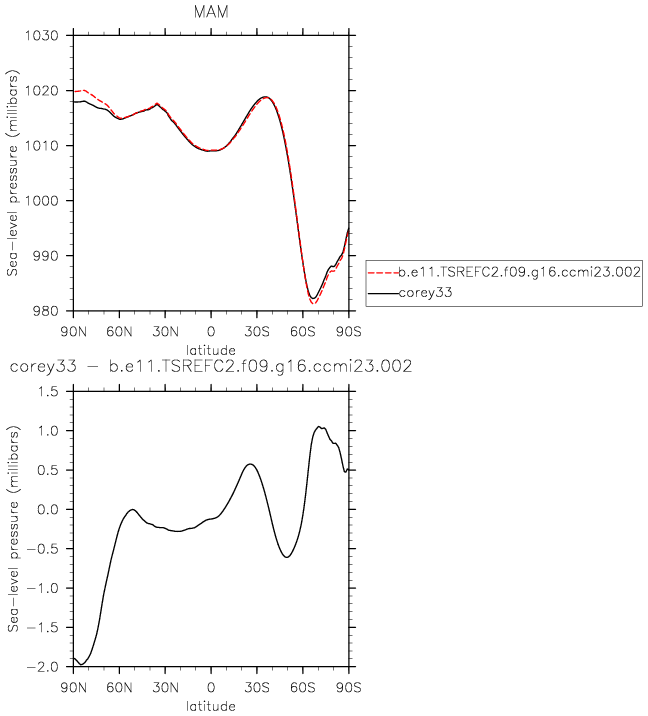 MAM
1030
1020
1010
1000
990
980
Sea-level pressure (millibars)
90N 60N 30N 0 30S 60S 90S
latitude
b.e11.TSREFC2.f09.g16.ccmi23.002
corey33
corey33 - b.e11.TSREFC2.f09.g16.ccmi23.002
1.5
1.0
0.5
0.0
-0.5
-1.0
-1.5
-2.0
Sea-level pressure (millibars)
90N 60N 30N 0 30S 60S 90S
latitude